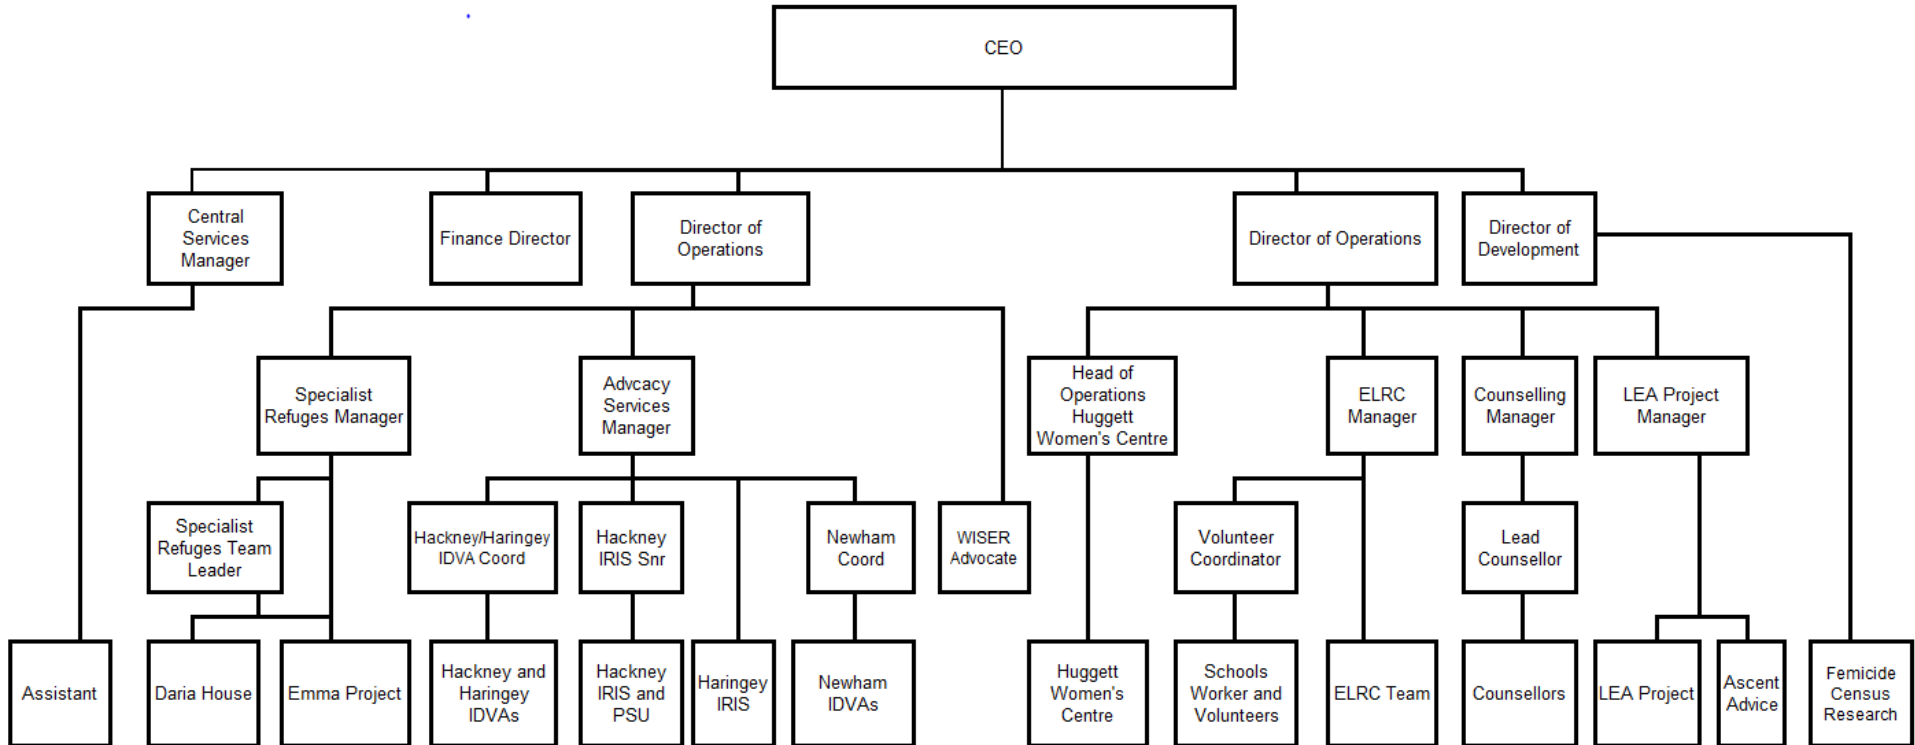 CEO
Central
Services
Manager
Finance Director
Director of
Operations
Director of Operations
Director of
Development
Specialist
Refuges Manager
Advcacy
Services
Manager
Head of
Operations
Huggett
Women's Centre
ELRC
Manager
Counselling
Manager
LEA Project
Manager
Specialist
Refuges Team
Leader
Hackney/Haringey
IDVA Coord
Hackney
IRIS Snr
Newham
Coord
WISER
Advocate
Volunteer
Coordinator
Lead
Counsellor
Assistant
Daria House
Emma Project
Hackney and
Haringey
IDVAs
Hackney
IRIS and
PSU
Haringey
IRIS
Newham
IDVAs
Huggett
Women's
Centre
Schools
Worker and
Volunteers
ELRC Team
Counsellors
LEA Project
Ascent
Advice
Femicide
Census
Research